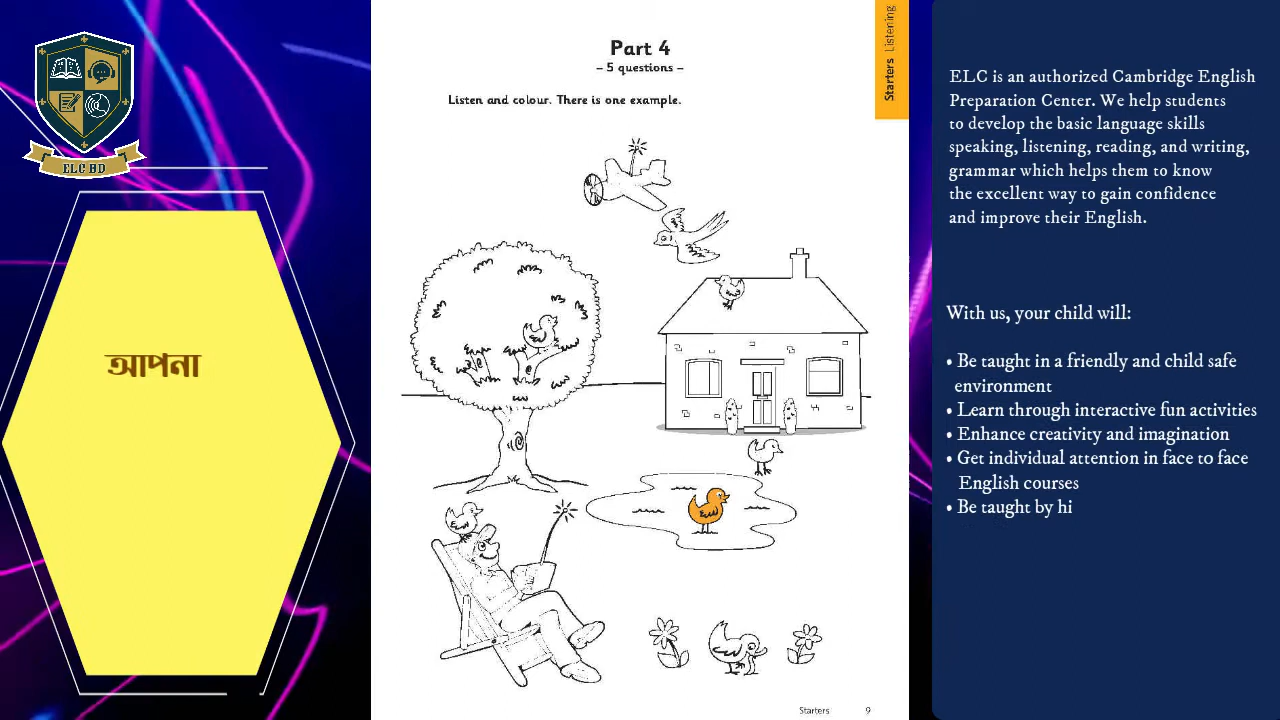 ELC BD
আপনা
Part 4
– 5 questions –
Listen and colour. There is one example.
Starters Listening
Starters 9
ELC is an authorized Cambridge English
Preparation Center. We help students
to develop the basic language skills
speaking, listening, reading, and writing,
grammar which helps them to know
the excellent way to gain confidence
and improve their English.
With us, your child will:
• Be taught in a friendly and child safe
environment
• Learn through interactive fun activities
• Enhance creativity and imagination
• Get individual attention in face to face
English courses
• Be taught by hi